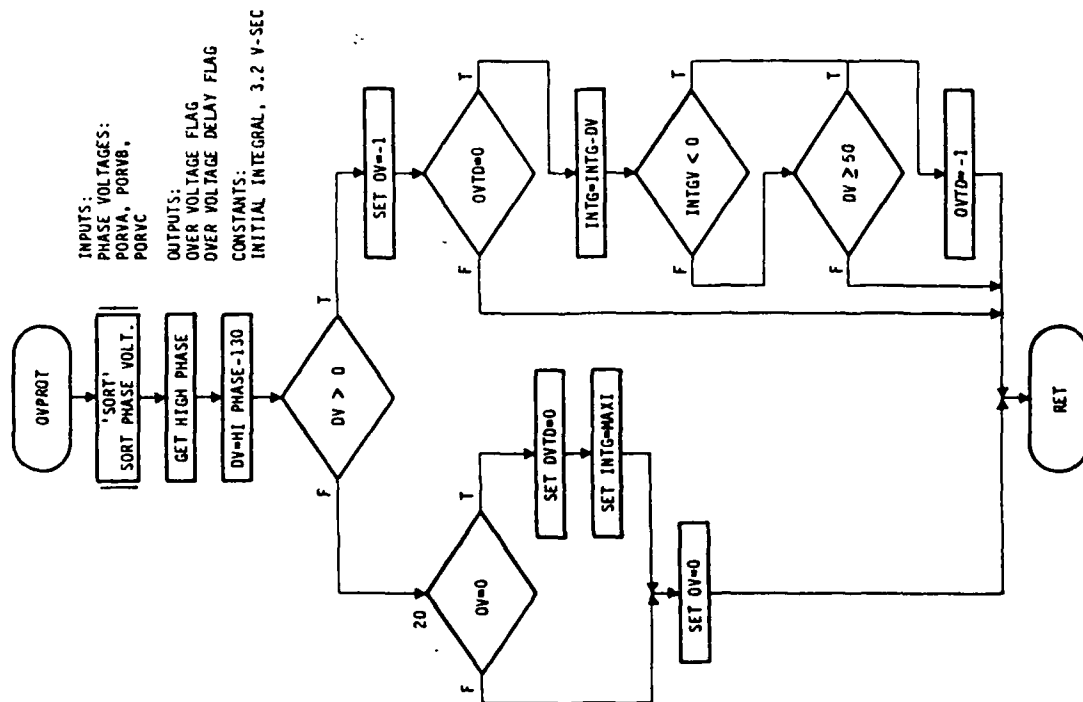 OVPROT
'SORT'
SORT PHASE VOLT.
GET HIGH PHASE
DV=HI PHASE-130
INPUTS:
PHASE VOLTAGES:
PORVA, PORVB,
PORVC
OUTPUTS:
OVER VOLTAGE FLAG
OVER VOLTAGE DELAY FLAG
CONSTANTS:
INITIAL INTEGRAL, 3.2 V-SEC
DV > 0
F
T
20
OV=0
F
T
SET OVTD=0
SET INTG=MAXI
SET OV=0
SET OV=-1
OVTD=0
F
T
INTG=INTG-DV
INTGV < 0
F
T
DV ≥ 50
F
T
OVTD=-1
RET